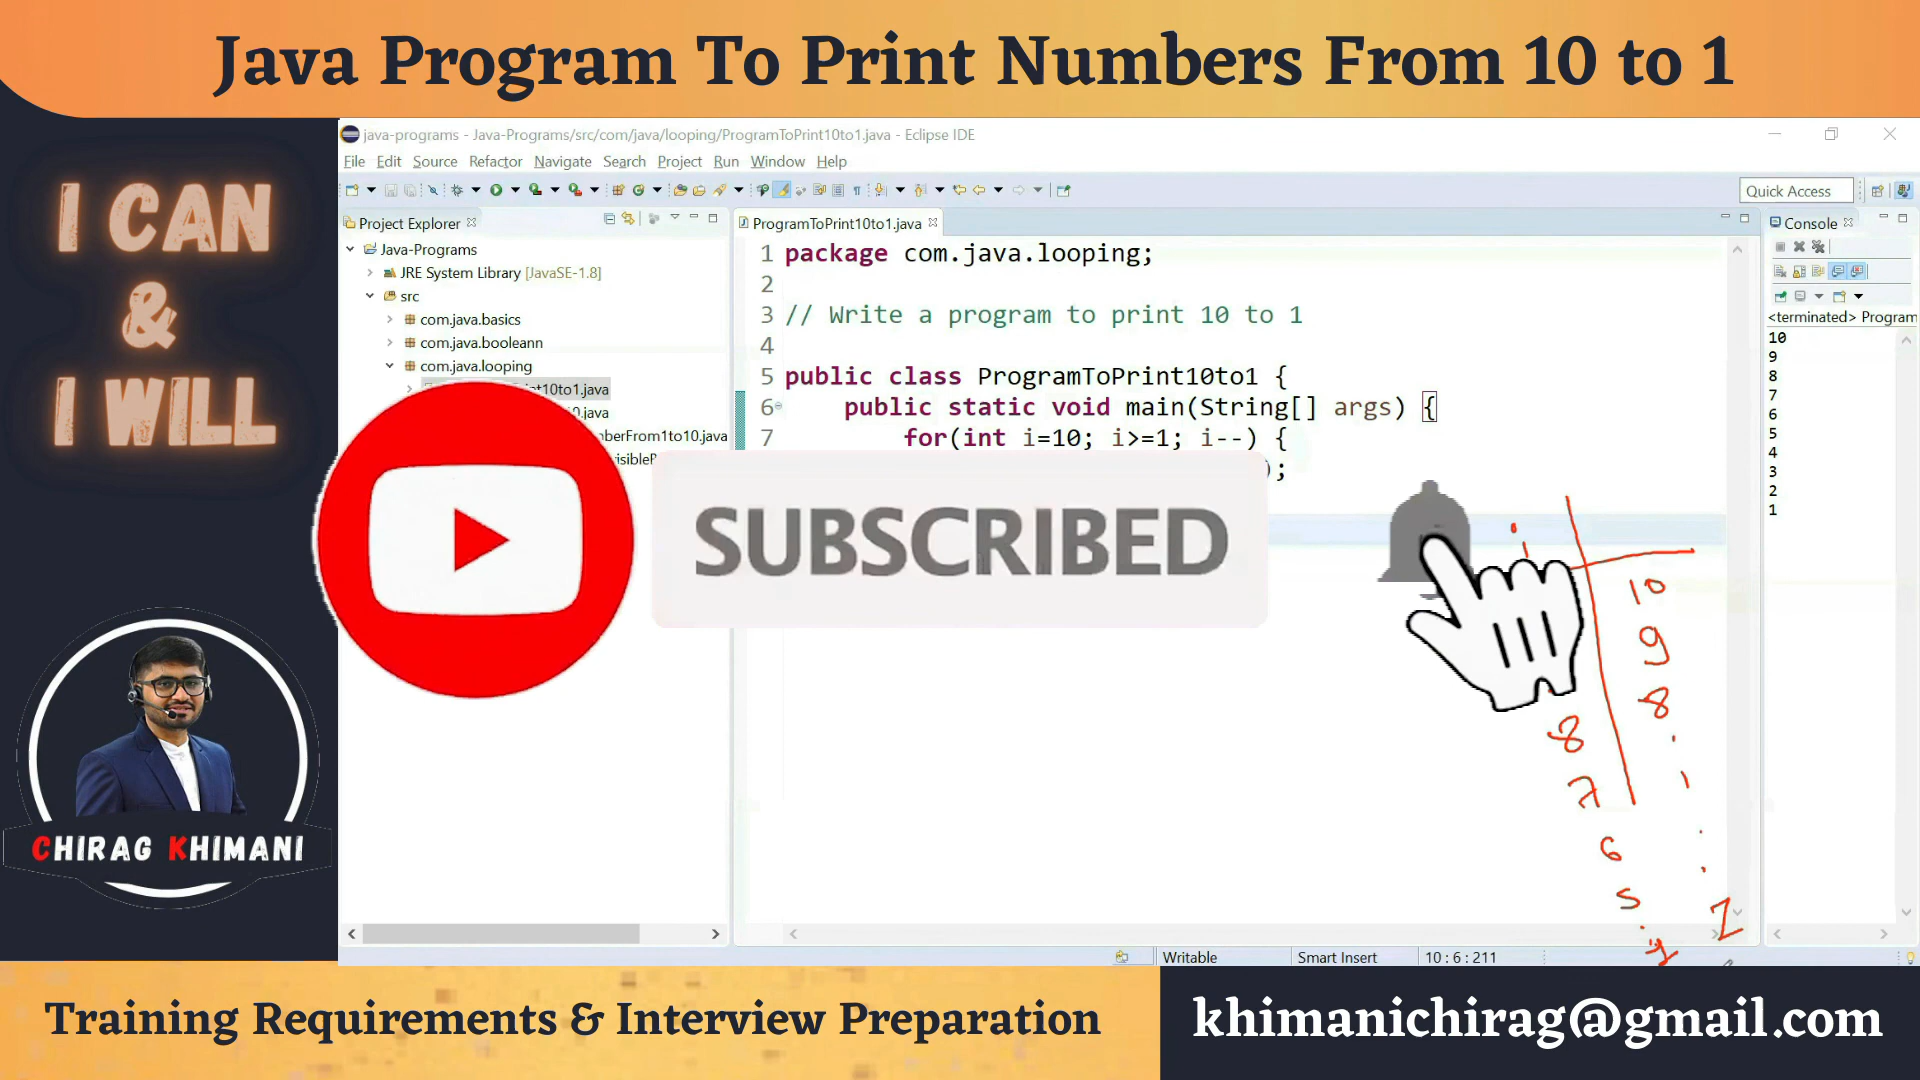 Java Program To Print Numbers From 10 to 1
I CAN
&
I WILL
CHIRAG KHIMANI
java-programs - Java-Programs/src/com/java/looping/ProgramToPrint10to1.java - Eclipse IDE
File Edit Source Refactor Navigate Search Project Run Window Help
Quick Access
Project Explorer
Java-Programs
JRE System Library [JavaSE-1.8]
src
com.java.basics
com.java.booleann
com.java.looping
int10to1.java
.java
berFrom1to10.java
ProgramToPrint10to1.java
1 package com.java.looping;
2
3 // Write a program to print 10 to 1
4
5 public class ProgramToPrint10to1 {
6 public static void main(String[] args) {
7 for(int i=10; i>=1; i--) {
);
SUBSCRIBED
i
10
9
8
8
7
6
5
Console
<terminated> Program
10
9
8
7
6
5
4
3
2
1
Writable Smart Insert 10 : 6 : 211
Training Requirements & Interview Preparation
khimanichirag@gmail.com